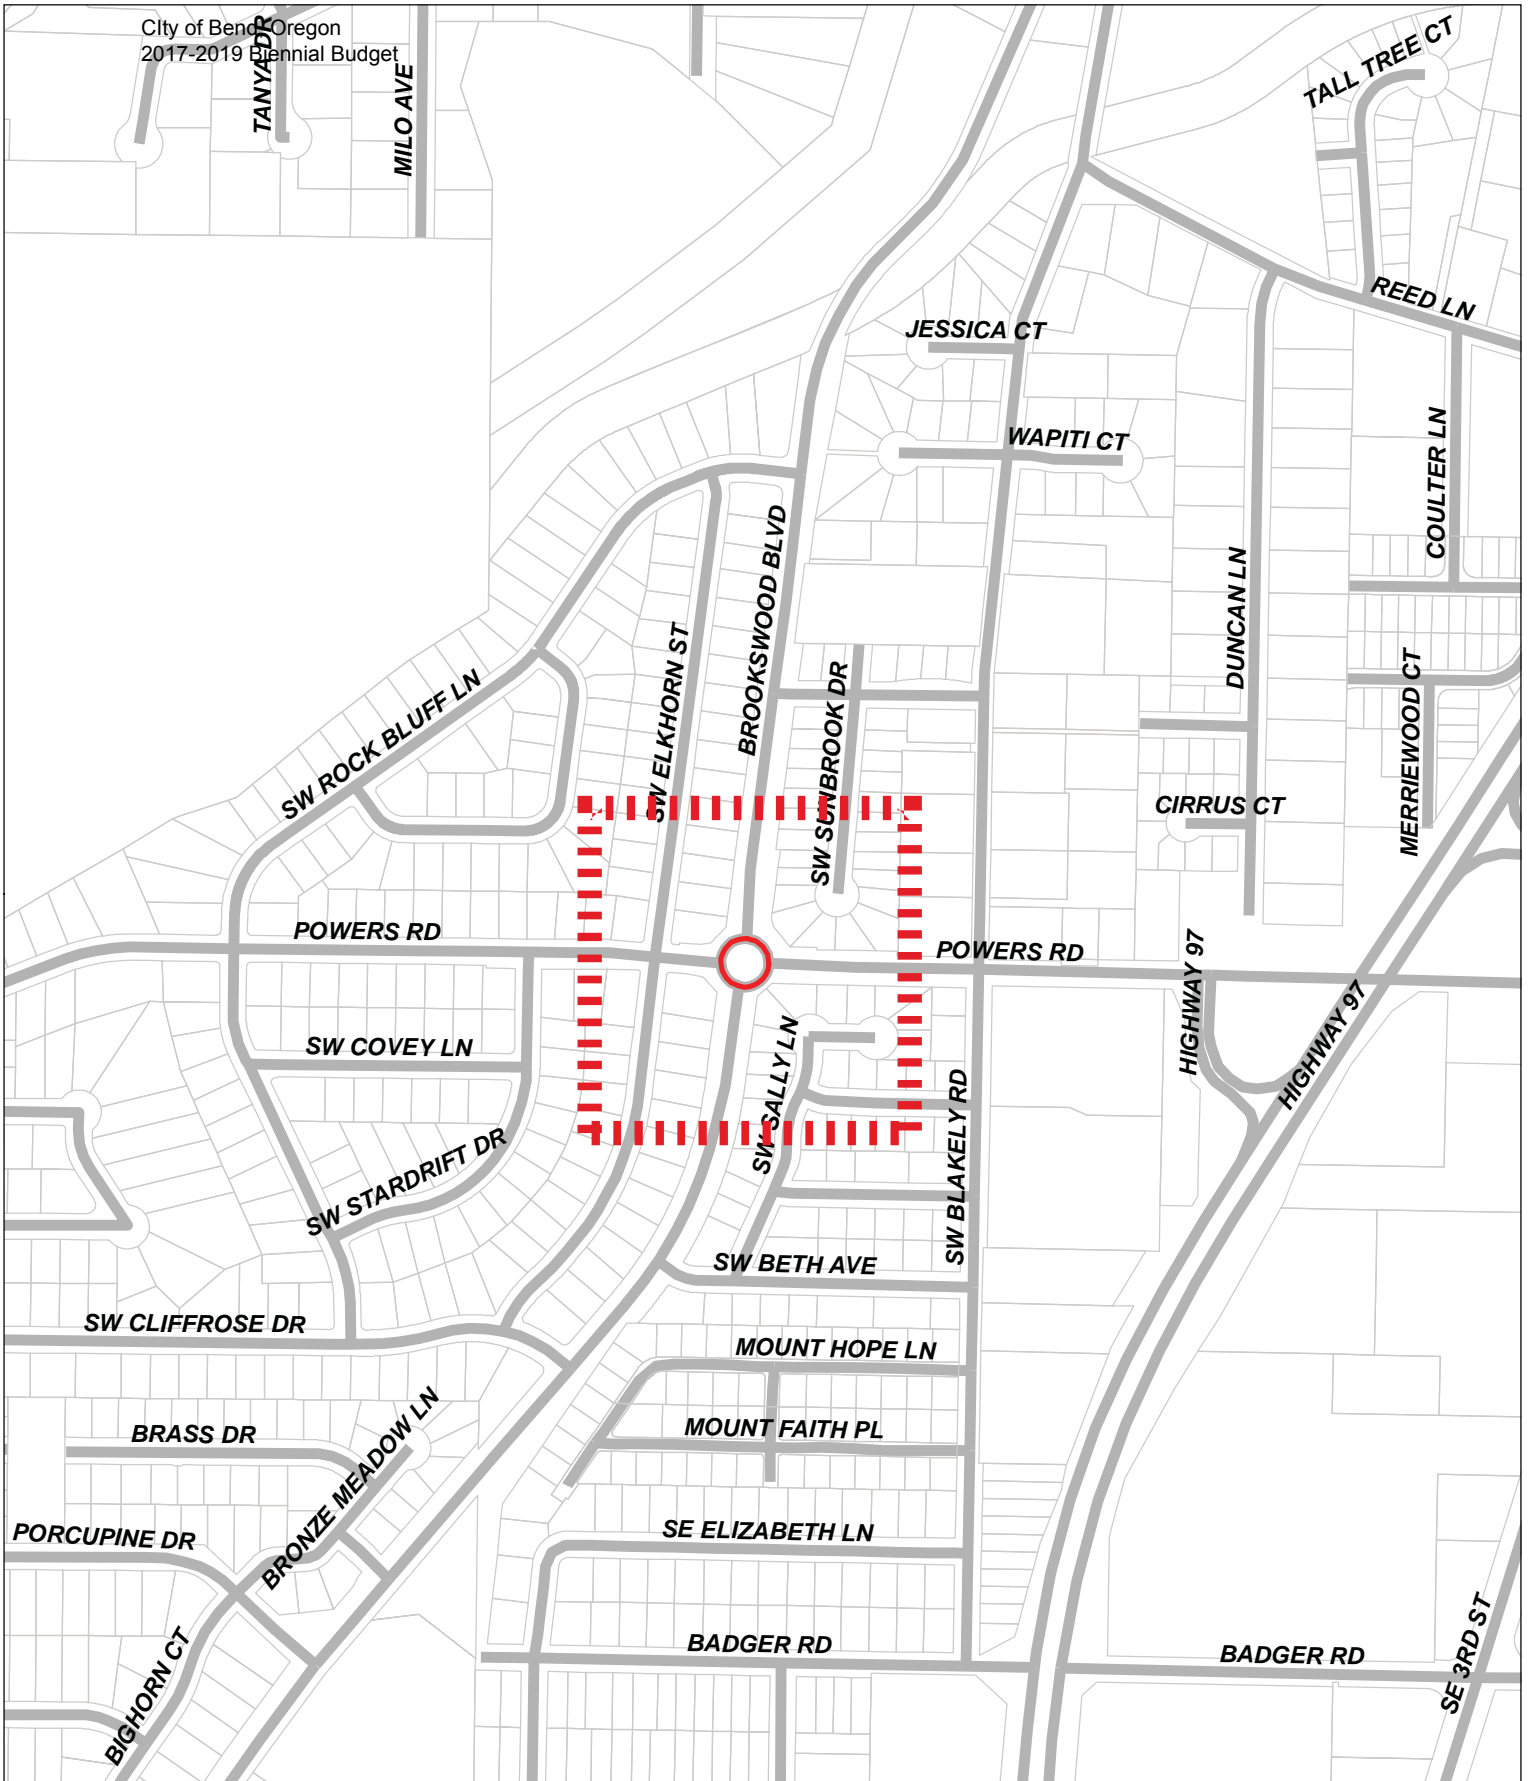 CIty of Bend, Oregon
2017-2019 Biennial Budget
TANYA DR
MILO AVE
TALL TREE CT
REED LN
JESSICA CT
WAPITI CT
COULTER LN
BROOKSWOOD BLVD
DUNCAN LN
SW ELKHORN ST
SW ROCK BLUFF LN
SW SUNBROOK DR
MERRIEWOOD CT
CIRRUS CT
POWERS RD
POWERS RD
HIGHWAY 97
HIGHWAY 97
SW COVEY LN
SW SALLY LN
SW STARDRIFT DR
SW BLAKELY RD
SW BETH AVE
SW CLIFFROSE DR
MOUNT HOPE LN
BRASS DR
MOUNT FAITH PL
BRONZE MEADOW LN
PORCUPINE DR
SE ELIZABETH LN
BADGER RD
BADGER RD
BIGHORN CT
SE 3RD ST